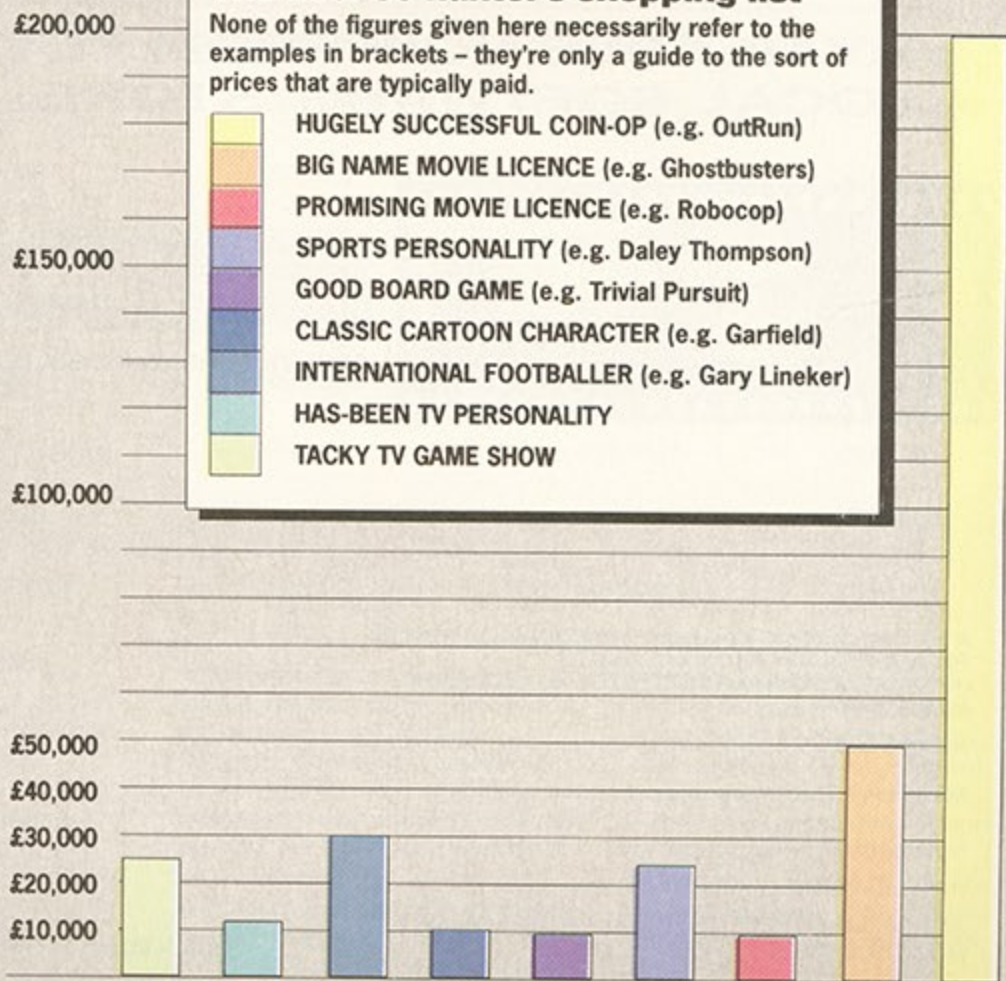 £200,000
None of the figures given here necessarily refer to the
examples in brackets – they're only a guide to the sort of
prices that are typically paid.
HUGELY SUCCESSFUL COIN-OP (e.g. OutRun)
BIG NAME MOVIE LICENCE (e.g. Ghostbusters)
PROMISING MOVIE LICENCE (e.g. Robocop)
SPORTS PERSONALITY (e.g. Daley Thompson)
GOOD BOARD GAME (e.g. Trivial Pursuit)
CLASSIC CARTOON CHARACTER (e.g. Garfield)
INTERNATIONAL FOOTBALLER (e.g. Gary Lineker)
HAS-BEEN TV PERSONALITY
TACKY TV GAME SHOW
£150,000
£100,000
£50,000
£40,000
£30,000
£20,000
£10,000